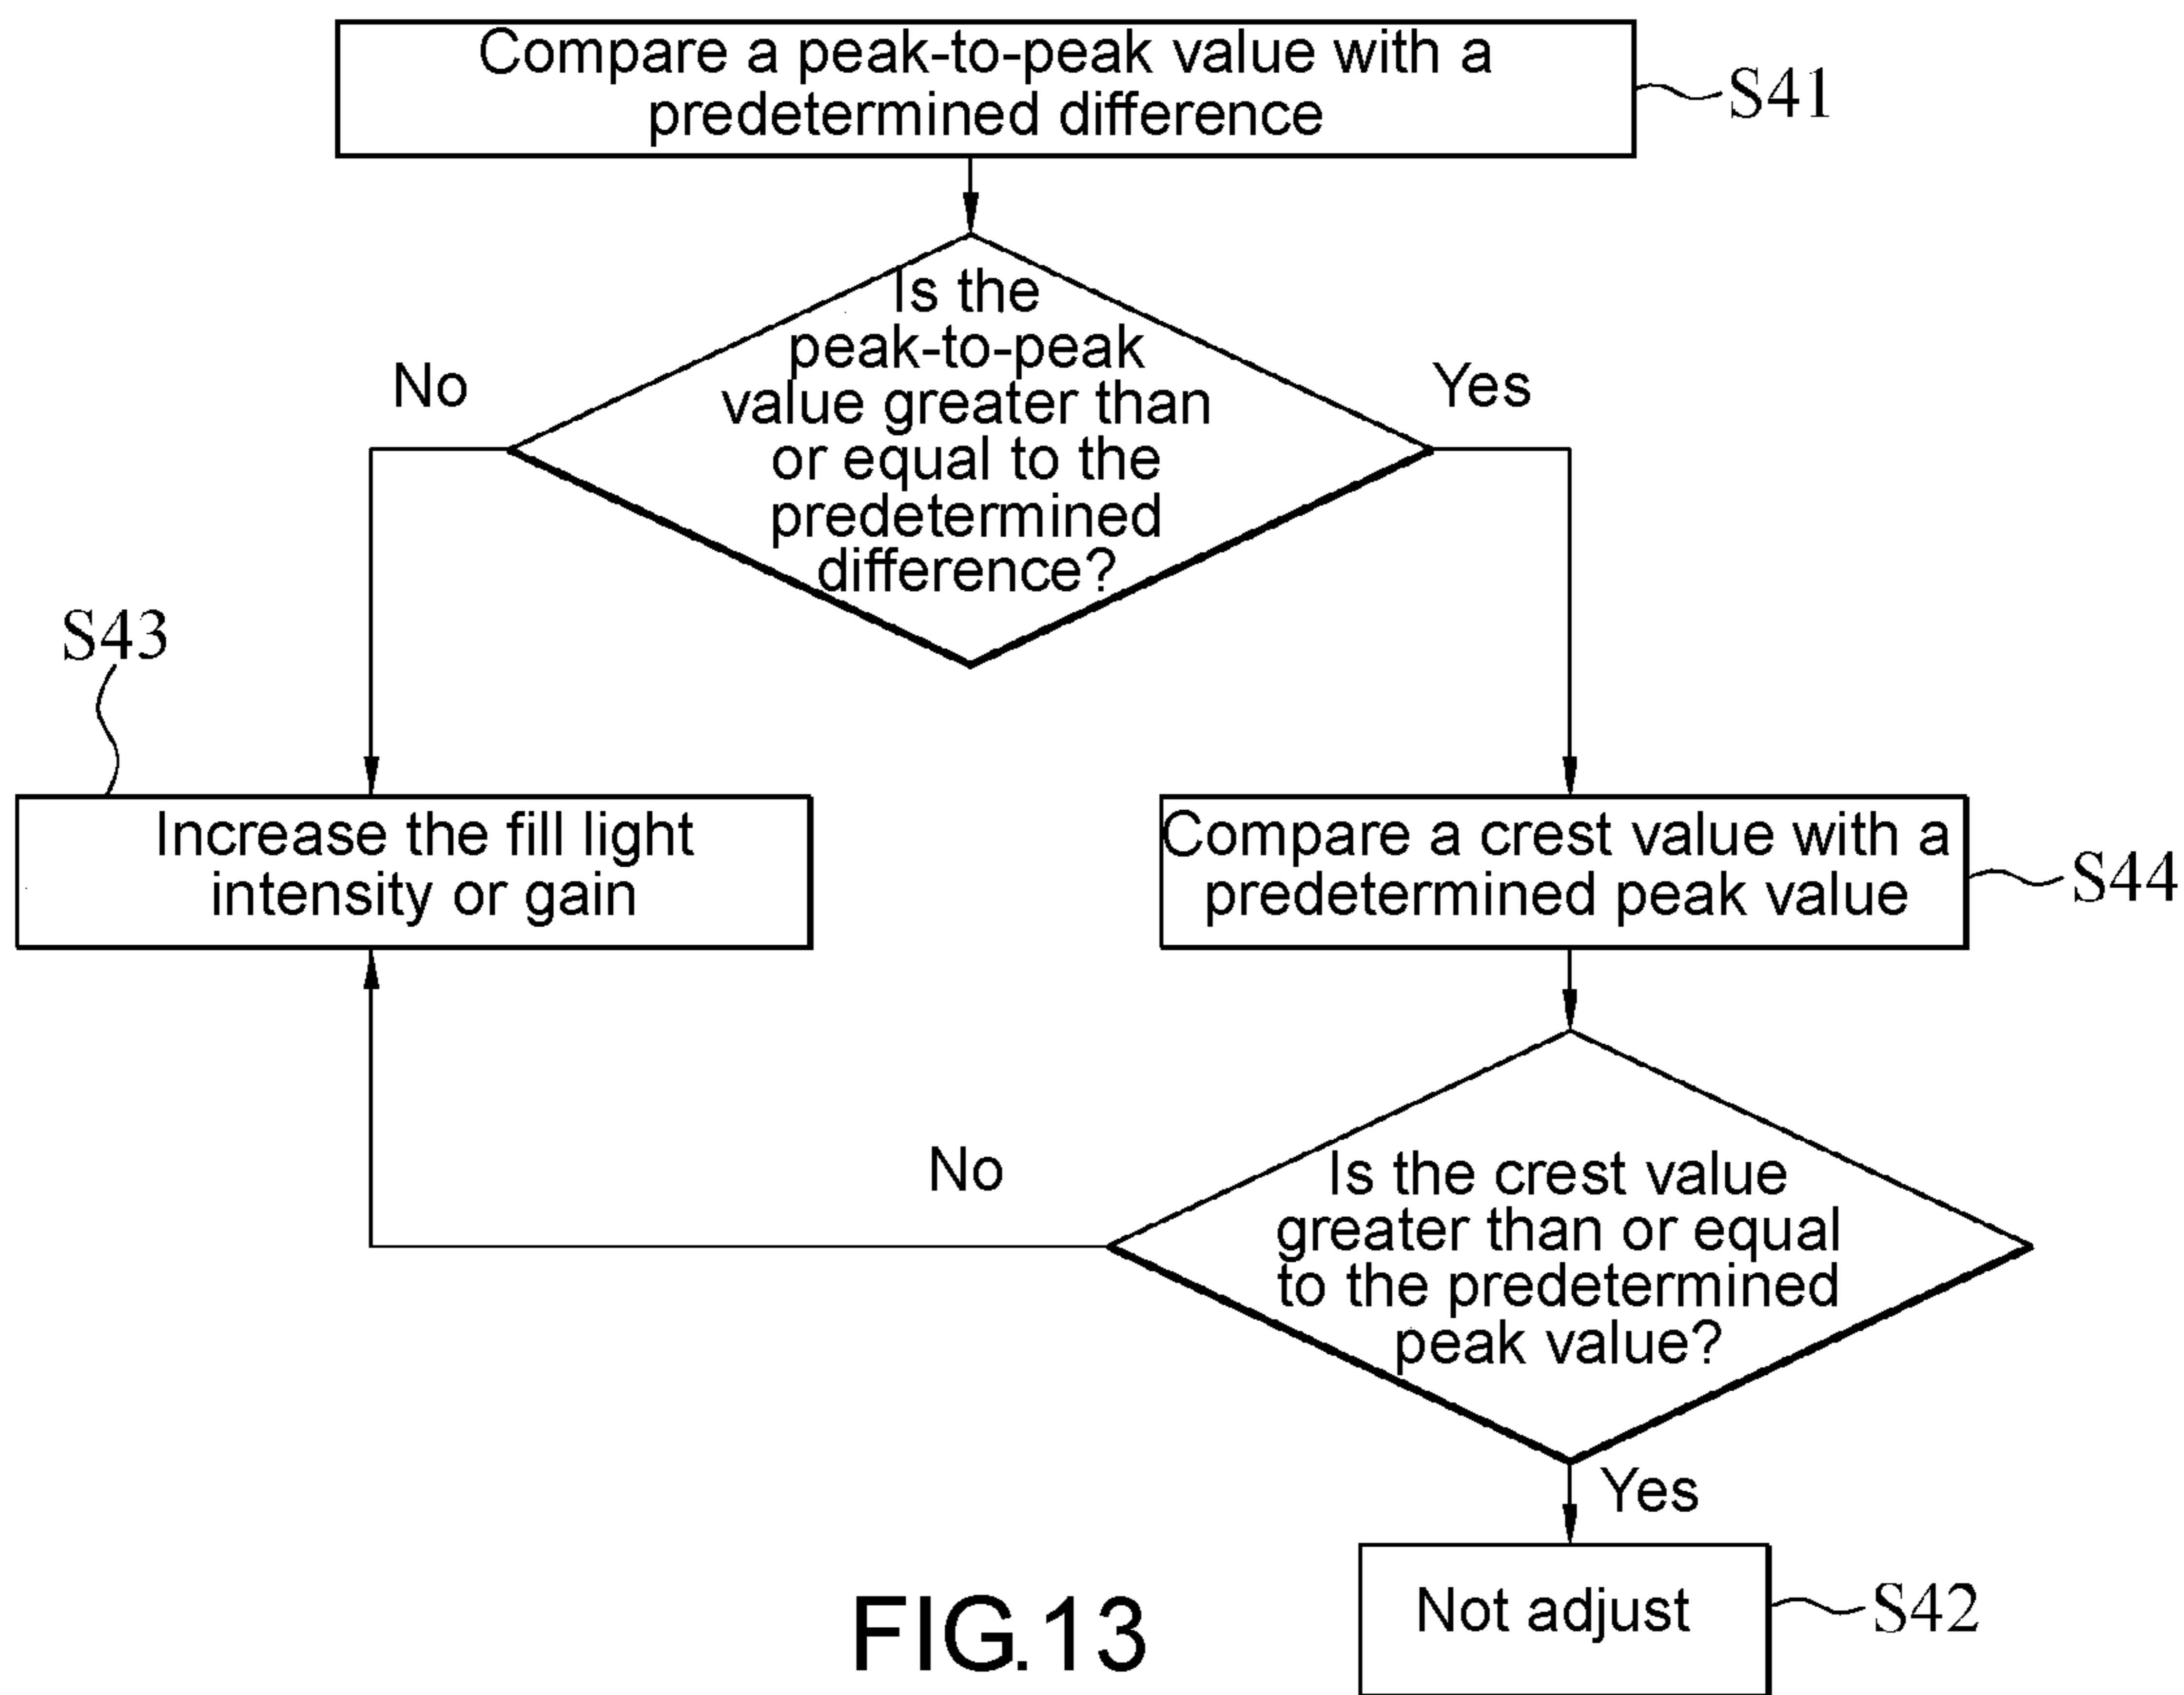 Compare a peak-to-peak value with a
predetermined difference
S41
Is the
peak-to-peak
value greater than
or equal to the
predetermined
difference?
No
Yes
S43
Increase the fill light
intensity or gain
Compare a crest value with a
predetermined peak value
S44
Is the crest value
greater than or equal
to the predetermined
peak value?
No
Yes
Not adjust
S42
FIG.13